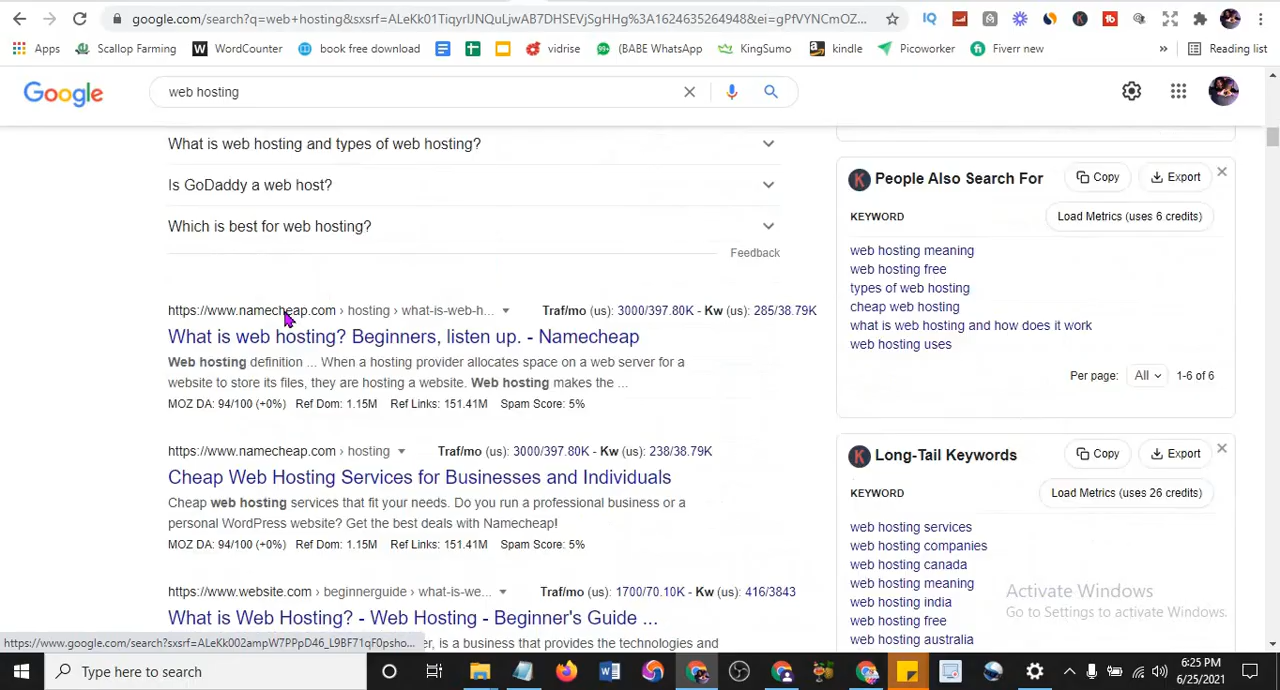 google.com/search?q=web+hosting&sxsrf=ALeKk01TiqyrIJNQuLjwAB7DHSEVjSgHHg%3A1624635264948&ei=gPfVYNCmOZ...
Apps Scallop Farming WordCounter book free download vidrise (BABE WhatsApp KingSumo kindle Picoworker Fiverr new » Reading list
Google web hosting
What is web hosting and types of web hosting?
Is GoDaddy a web host?
Which is best for web hosting?
Feedback
https://www.namecheap.com › hosting › what-is-web-h... Traf/mo (us): 3000/397.80K - Kw (us): 285/38.79K
What is web hosting? Beginners, listen up. - Namecheap
Web hosting definition ... When a hosting provider allocates space on a web server for a
website to store its files, they are hosting a website. Web hosting makes the ...
MOZ DA: 94/100 (+0%) Ref Dom: 1.15M Ref Links: 151.41M Spam Score: 5%
https://www.namecheap.com › hosting Traf/mo (us): 3000/397.80K - Kw (us): 238/38.79K
Cheap Web Hosting Services for Businesses and Individuals
Cheap web hosting services that fit your needs. Do you run a professional business or a
personal WordPress website? Get the best deals with Namecheap!
MOZ DA: 94/100 (+0%) Ref Dom: 1.15M Ref Links: 151.41M Spam Score: 5%
https://www.website.com › beginnerguide › what-is-we... Traf/mo (us): 1700/70.10K - Kw (us): 416/3843
What is Web Hosting? - Web Hosting - Beginner's Guide ...
er, is a business that provides the technologies and
https://www.google.com/search?sxsrf=ALeKk002ampW7PPpD46_L9BF71qF0psho...
People Also Search For Copy Export
KEYWORD Load Metrics (uses 6 credits)
web hosting meaning
web hosting free
types of web hosting
cheap web hosting
what is web hosting and how does it work
web hosting uses
Per page: All 1-6 of 6
Long-Tail Keywords Copy Export
KEYWORD Load Metrics (uses 26 credits)
web hosting services
web hosting companies
web hosting canada
web hosting meaning
web hosting india
web hosting free
web hosting australia
Activate Windows
Go to Settings to activate Windows.
Type here to search
6:25 PM
6/25/2021